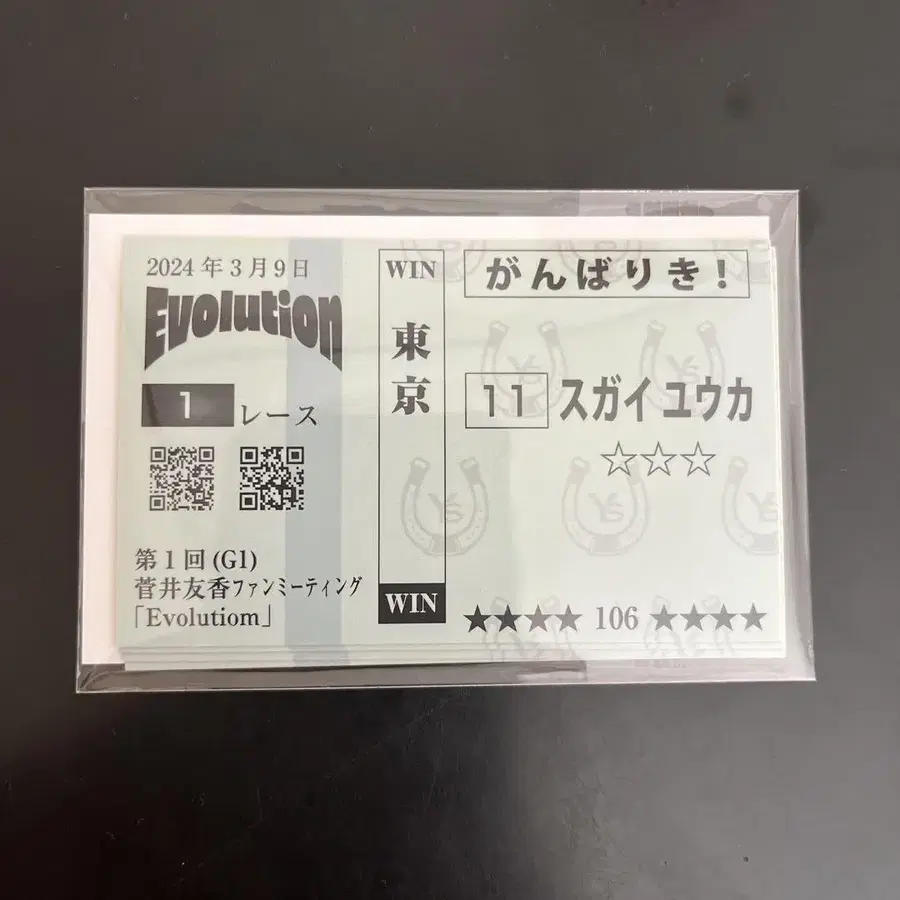 2024年3月9日
Evolution
1 レース
第1回(G1)
菅井友香ファンミーティング
「Evolutiom」
WIN
東京
WIN
がんばりき!
11 スガイユウカ
☆☆☆
★★★★ 106 ★★★★
Y's
Y's
Y's